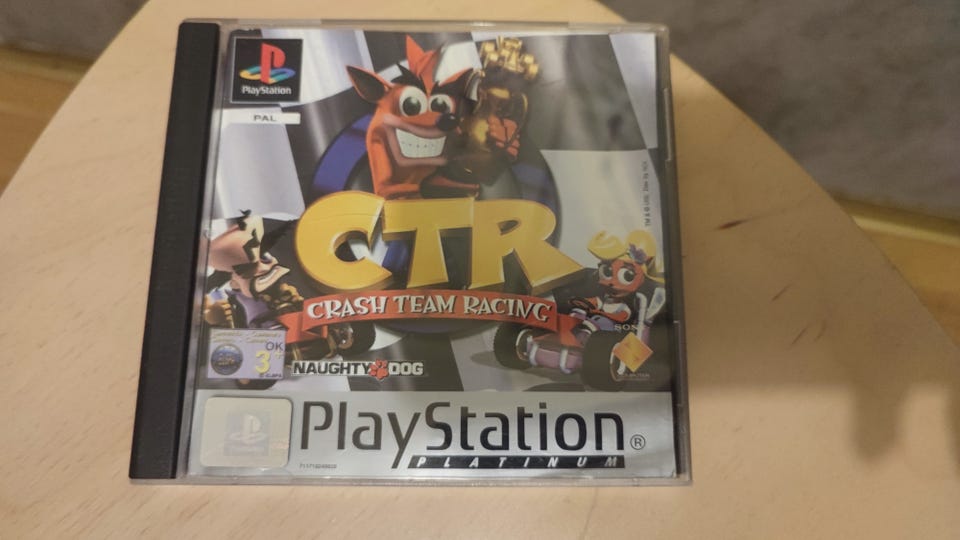 PlayStation
PAL
CTR
CRASH TEAM RACING
SONY
OK
3+
NAUGHTY DOG
PlayStation®
PLATINUM